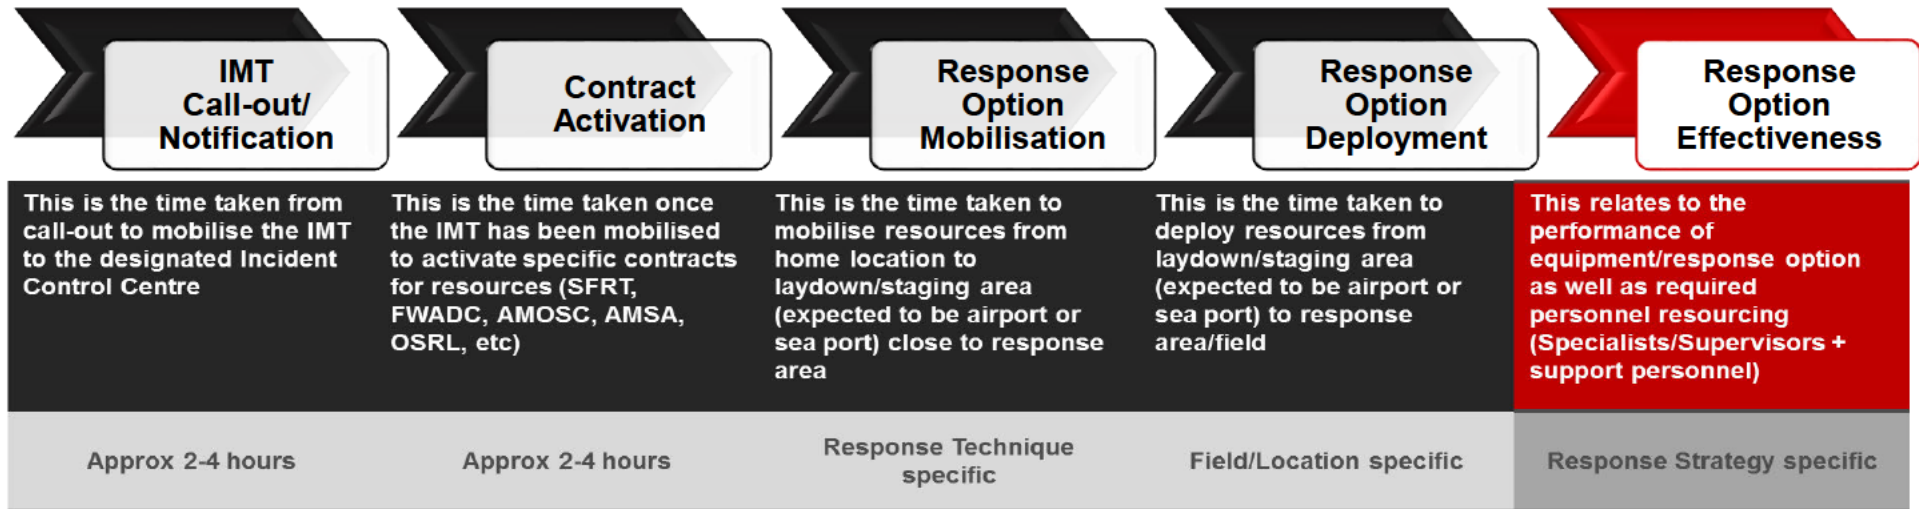 IMT
Call-out/
Notification
Contract
Activation
Response
Option
Mobilisation
Response
Option
Deployment
Response
Option
Effectiveness
This is the time taken from
call-out to mobilise the IMT
to the designated Incident
Control Centre
This is the time taken once
the IMT has been mobilised
to activate specific contracts
for resources (SFRT,
FWADC, AMOSC, AMSA,
OSRL, etc)
This is the time taken to
mobilise resources from
home location to
laydown/staging area
(expected to be airport or
sea port) close to response
area
This is the time taken to
deploy resources from
laydown/staging area
(expected to be airport or
sea port) to response
area/field
This relates to the
performance of
equipment/response option
as well as required
personnel resourcing
(Specialists/Supervisors +
support personnel)
Approx 2-4 hours
Approx 2-4 hours
Response Technique
specific
Field/Location specific
Response Strategy specific